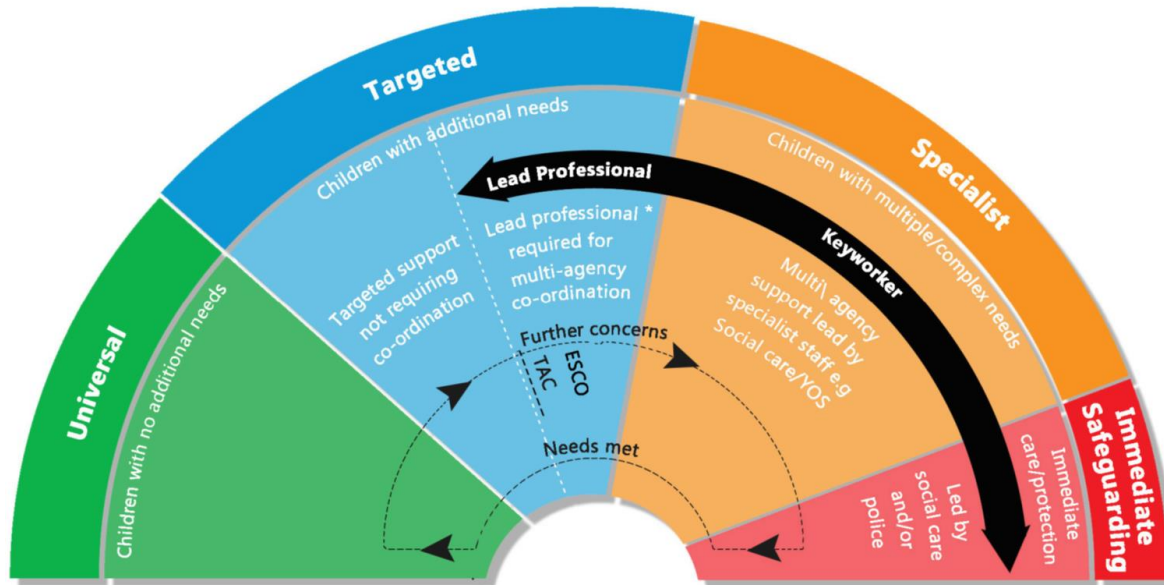 Universal
Children with no additional needs
Targeted
Children with additional needs
Targeted support
not requiring
co-ordination
Lead Professional
Lead professional *
required for
multi-agency
co-ordination
Further concerns
ESCO
TAC
Needs met
Specialist
Children with multiple/complex needs
Keyworker
Multi\ agency
support lead by
specialist staff e.g
Social care/YOS
Immediate
Safeguarding
Immediate
care/protection
Led by
social care
and/or
police